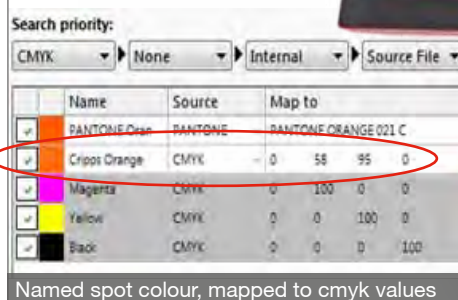 Search priority:
CMYK None Internal Source File
Name Source Map to
PANTONE Oran PANTONE PANTONE ORANGE 021 C
Cripps Orange CMYK 0 58 95 0
Magenta CMYK 0 100 0 0
Yellow CMYK 0 0 100 0
Black CMYK 0 0 0 100
Named spot colour, mapped to cmyk values